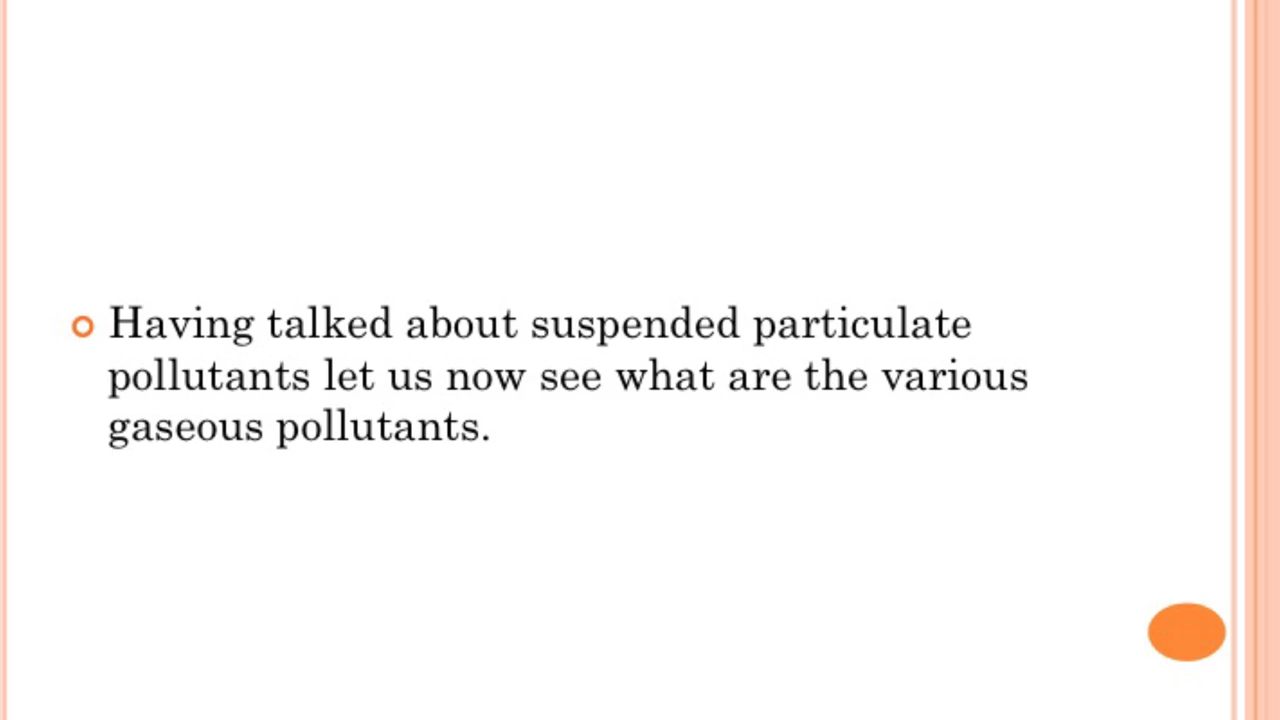 Having talked about suspended particulate
pollutants let us now see what are the various
gaseous pollutants.